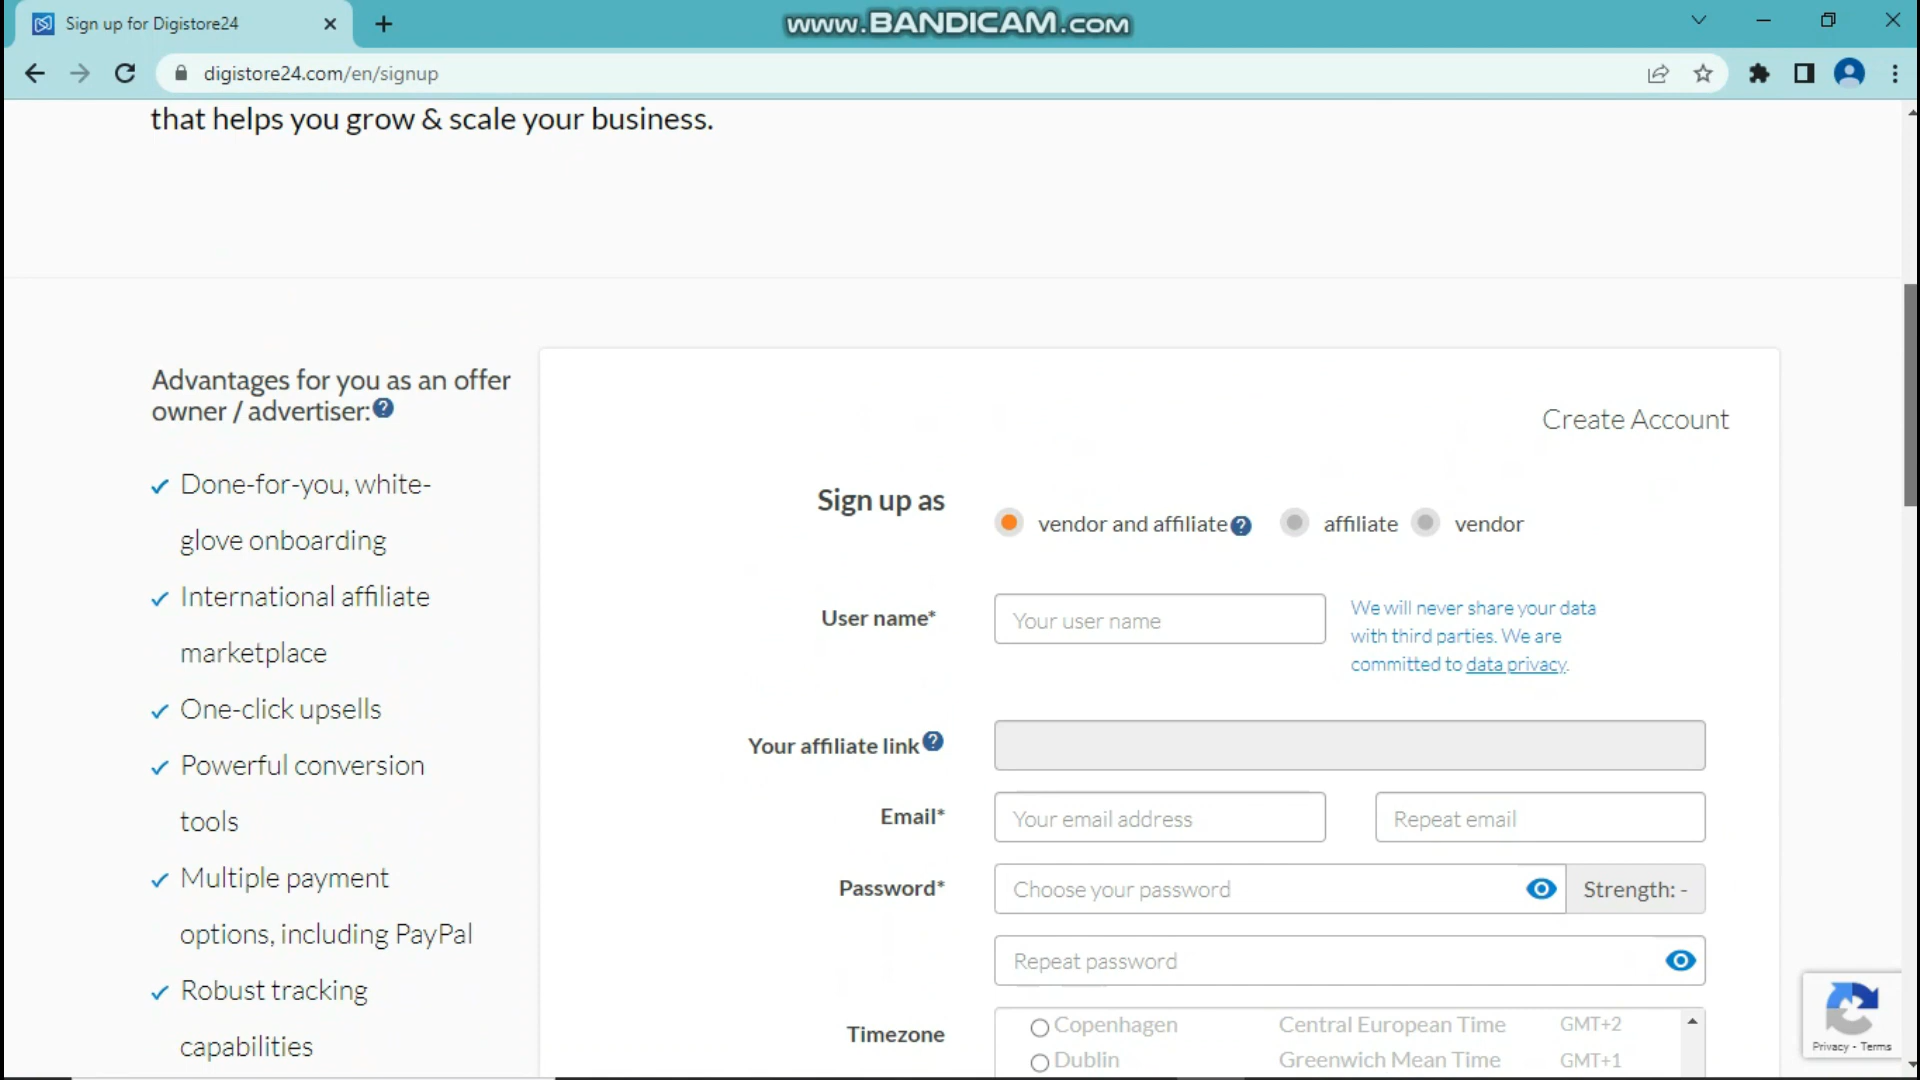 Sign up for Digistore24
www.BANDICAM.com
digistore24.com/en/signup
that helps you grow & scale your business.
Advantages for you as an offer
owner / advertiser:
Done-for-you, white-
glove onboarding
International affiliate
marketplace
One-click upsells
Powerful conversion
tools
Multiple payment
options, including PayPal
Robust tracking
capabilities
Create Account
Sign up as
vendor and affiliate
affiliate
vendor
User name*
Your user name
We will never share your data
with third parties. We are
committed to data privacy.
Your affiliate link
Email*
Your email address
Repeat email
Password*
Choose your password
Strength: -
Repeat password
Timezone
Copenhagen Central European Time GMT+2
Dublin Greenwich Mean Time GMT+1
Privacy - Terms